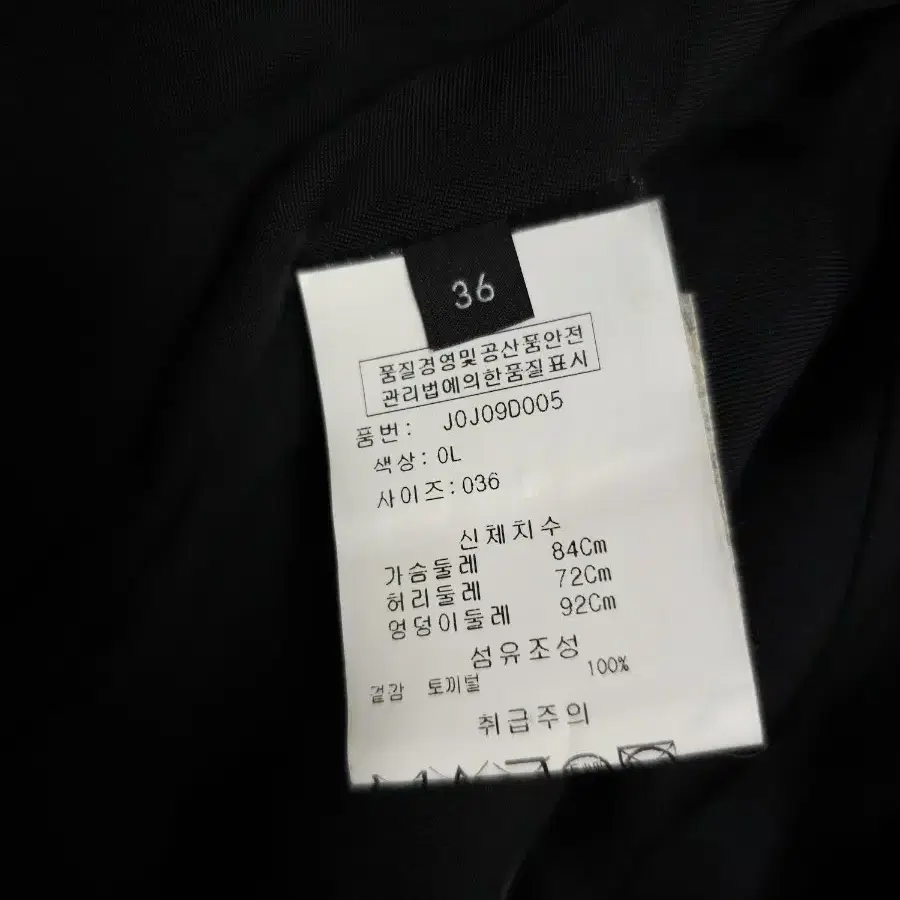 36
품질경영및공산품안전
관리법에의한품질표시
품번: J0J09D005
색상: 0L
사이즈: 036
신체치수
가슴둘레 84Cm
허리둘레 72Cm
엉덩이둘레 92Cm
섬유조성
겉감 토끼털 100%
취급주의